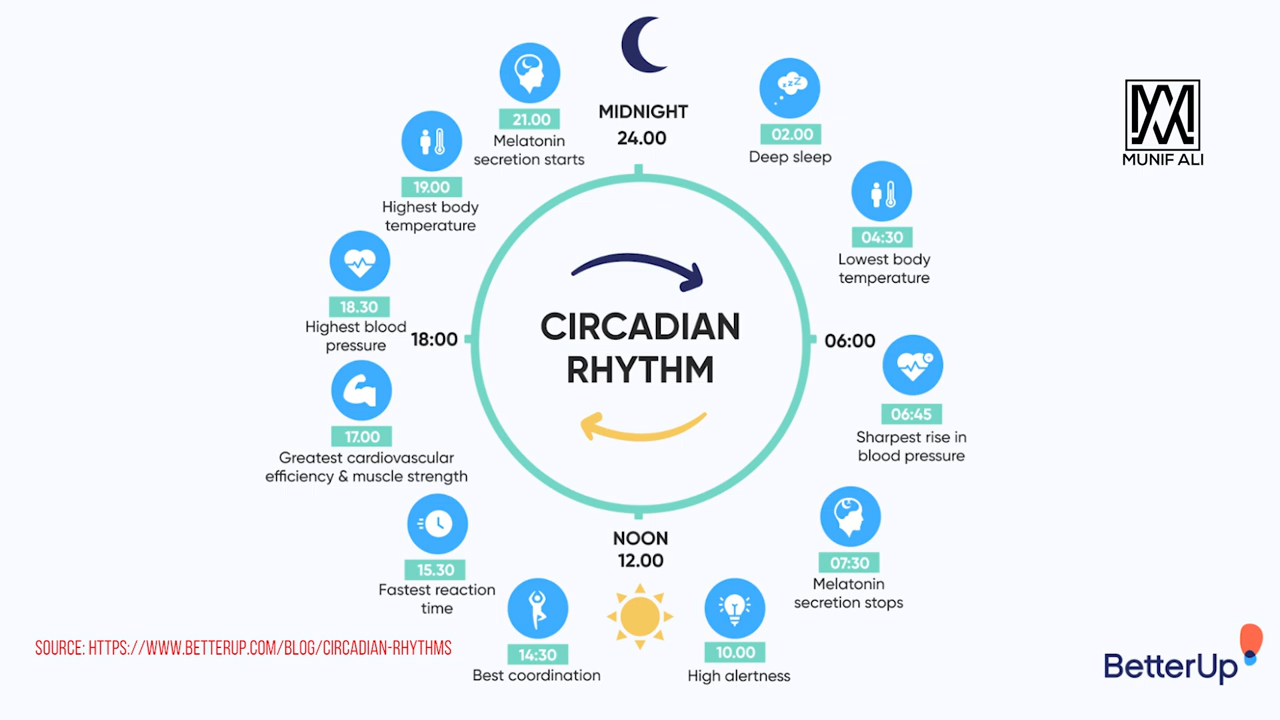 MIDNIGHT
24.00
02.00
Deep sleep
04:30
Lowest body
temperature
06:00
06:45
Sharpest rise in
blood pressure
07:30
Melatonin
secretion stops
10.00
High alertness
NOON
12.00
14:30
Best coordination
15.30
Fastest reaction
time
17.00
Greatest cardiovascular
efficiency & muscle strength
18:00
18.30
Highest blood
pressure
19.00
Highest body
temperature
21.00
Melatonin
secretion starts
CIRCADIAN
RHYTHM
MUNIF ALI
SOURCE: HTTPS://WWW.BETTERUP.COM/BLOG/CIRCADIAN-RHYTHMS
BetterUp